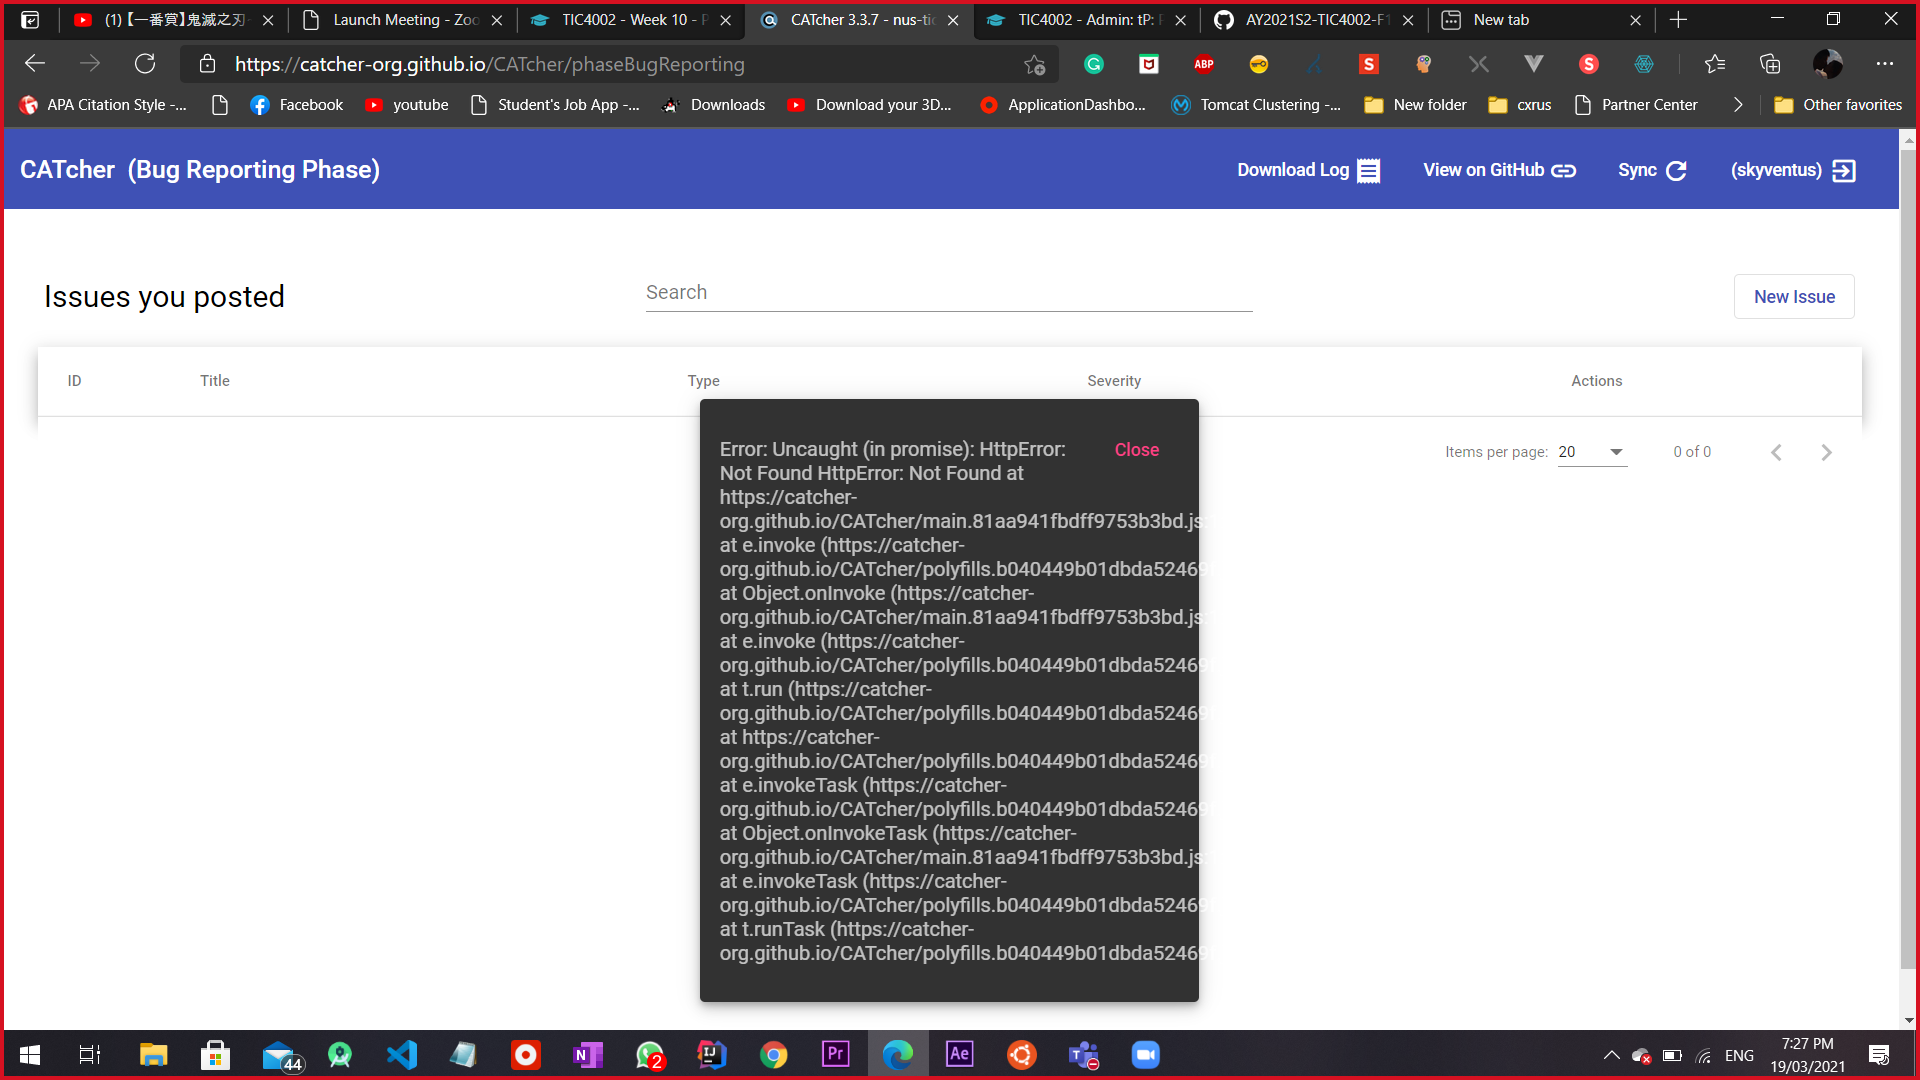 (1)【一番賞】鬼滅之刃-
Launch Meeting - Zoo
TIC4002 - Week 10 - P
CATcher 3.3.7 - nus-tic
TIC4002 - Admin: tP: P
AY2021S2-TIC4002-F1
New tab
https://catcher-org.github.io/CATcher/phaseBugReporting
ABP
APA Citation Style -...
Facebook
youtube
Student's Job App -...
Downloads
Download your 3D...
ApplicationDashbo...
Tomcat Clustering -...
New folder
cxrus
Partner Center
Other favorites
CATcher (Bug Reporting Phase)
Download Log
View on GitHub
Sync
(skyventus)
Issues you posted
Search
New Issue
ID
Title
Type
Severity
Actions
Items per page:
20
0 of 0
Error: Uncaught (in promise): HttpError:
Close
Not Found HttpError: Not Found at
https://catcher-
org.github.io/CATcher/main.81aa941fbdff9753b3bd.js:
at e.invoke (https://catcher-
org.github.io/CATcher/polyfills.b040449b01dbda52469
at Object.onInvoke (https://catcher-
org.github.io/CATcher/main.81aa941fbdff9753b3bd.js:
at e.invoke (https://catcher-
org.github.io/CATcher/polyfills.b040449b01dbda52469
at t.run (https://catcher-
org.github.io/CATcher/polyfills.b040449b01dbda52469
at https://catcher-
org.github.io/CATcher/polyfills.b040449b01dbda52469
at e.invokeTask (https://catcher-
org.github.io/CATcher/polyfills.b040449b01dbda52469
at Object.onInvokeTask (https://catcher-
org.github.io/CATcher/main.81aa941fbdff9753b3bd.js:
at e.invokeTask (https://catcher-
org.github.io/CATcher/polyfills.b040449b01dbda52469
at t.runTask (https://catcher-
org.github.io/CATcher/polyfills.b040449b01dbda52469
44
2
Pr
Ae
ENG
7:27 PM
19/03/2021